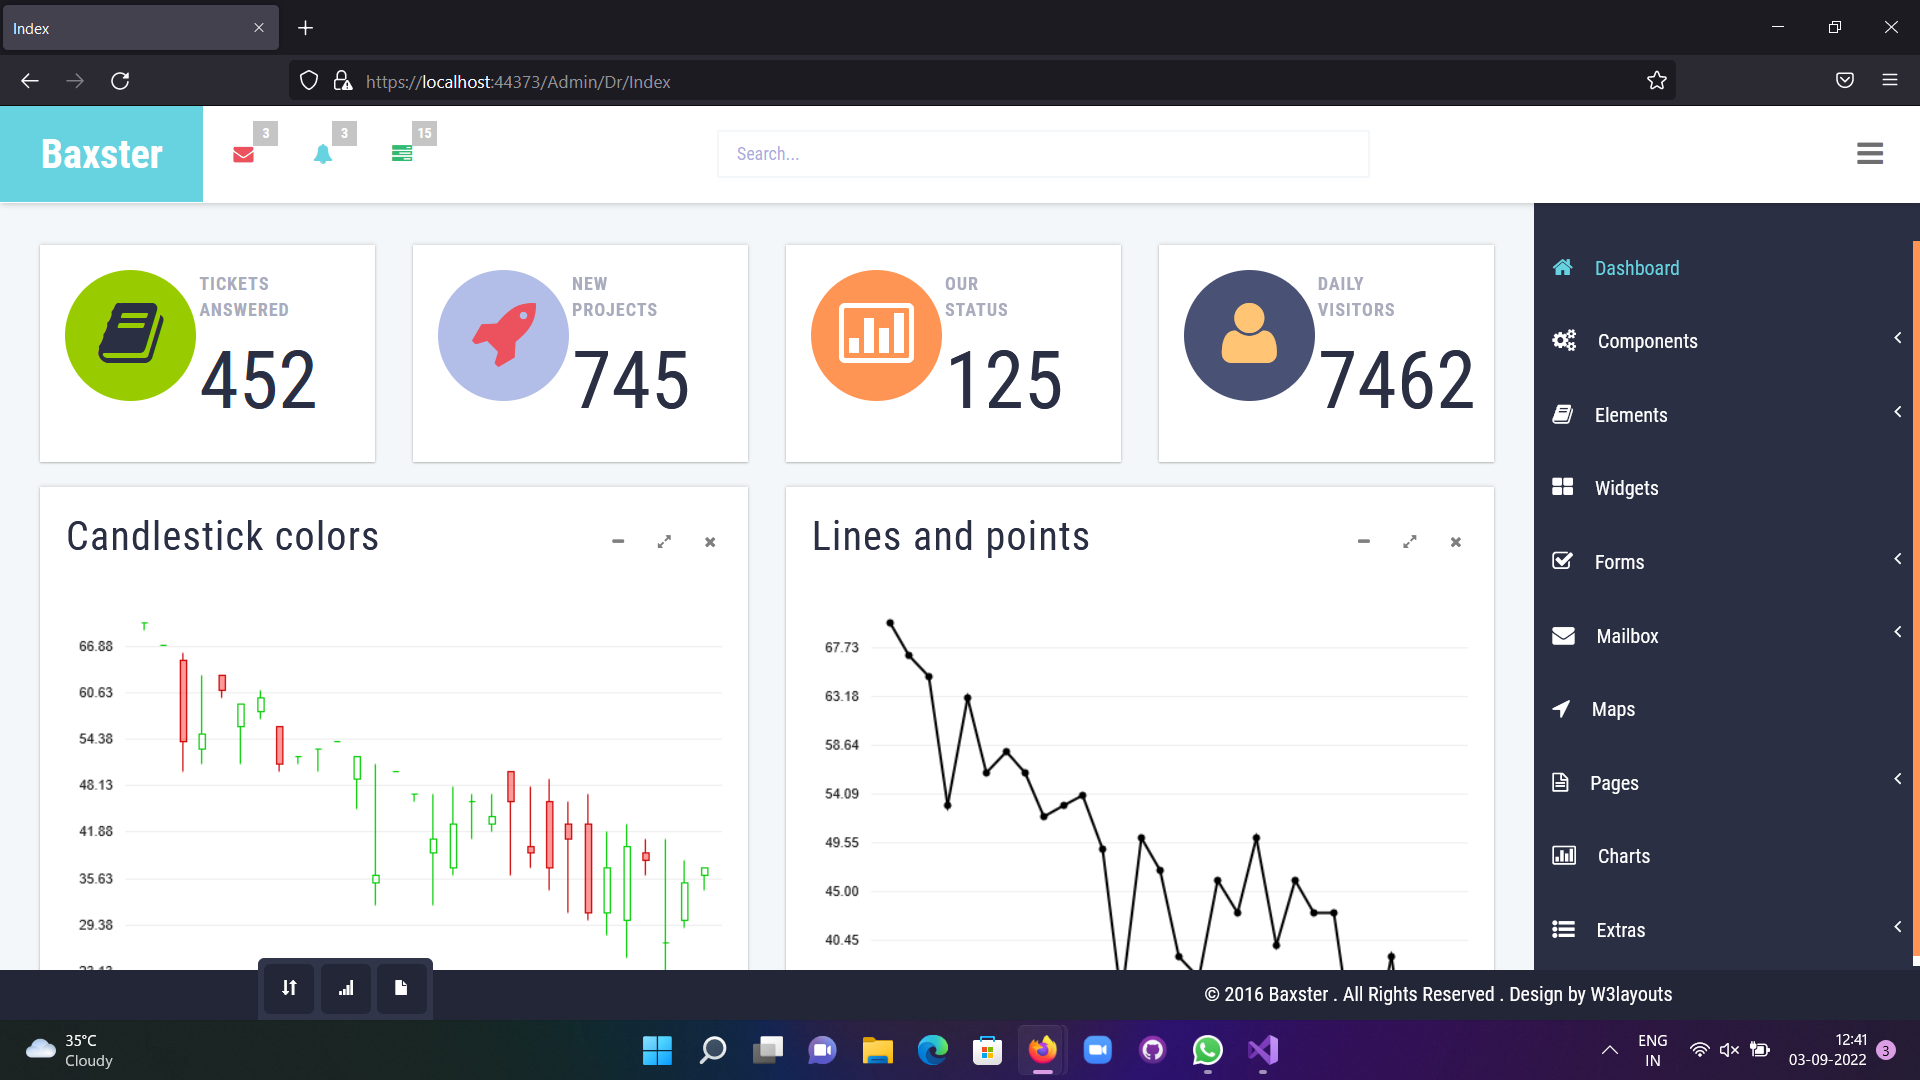 Index
https://localhost:44373/Admin/Dr/Index
Baxster
3
3
15
Search...
TICKETS
ANSWERED
452
NEW
PROJECTS
745
OUR
STATUS
125
DAILY
VISITORS
7462
Candlestick colors
66.88
60.63
54.38
48.13
41.88
35.63
29.38
Lines and points
67.73
63.18
58.64
54.09
49.55
45.00
40.45
Dashboard
Components
Elements
Widgets
Forms
Mailbox
Maps
Pages
Charts
Extras
© 2016 Baxster . All Rights Reserved . Design by W3layouts
35°C
Cloudy
ENG
IN
12:41
03-09-2022
3